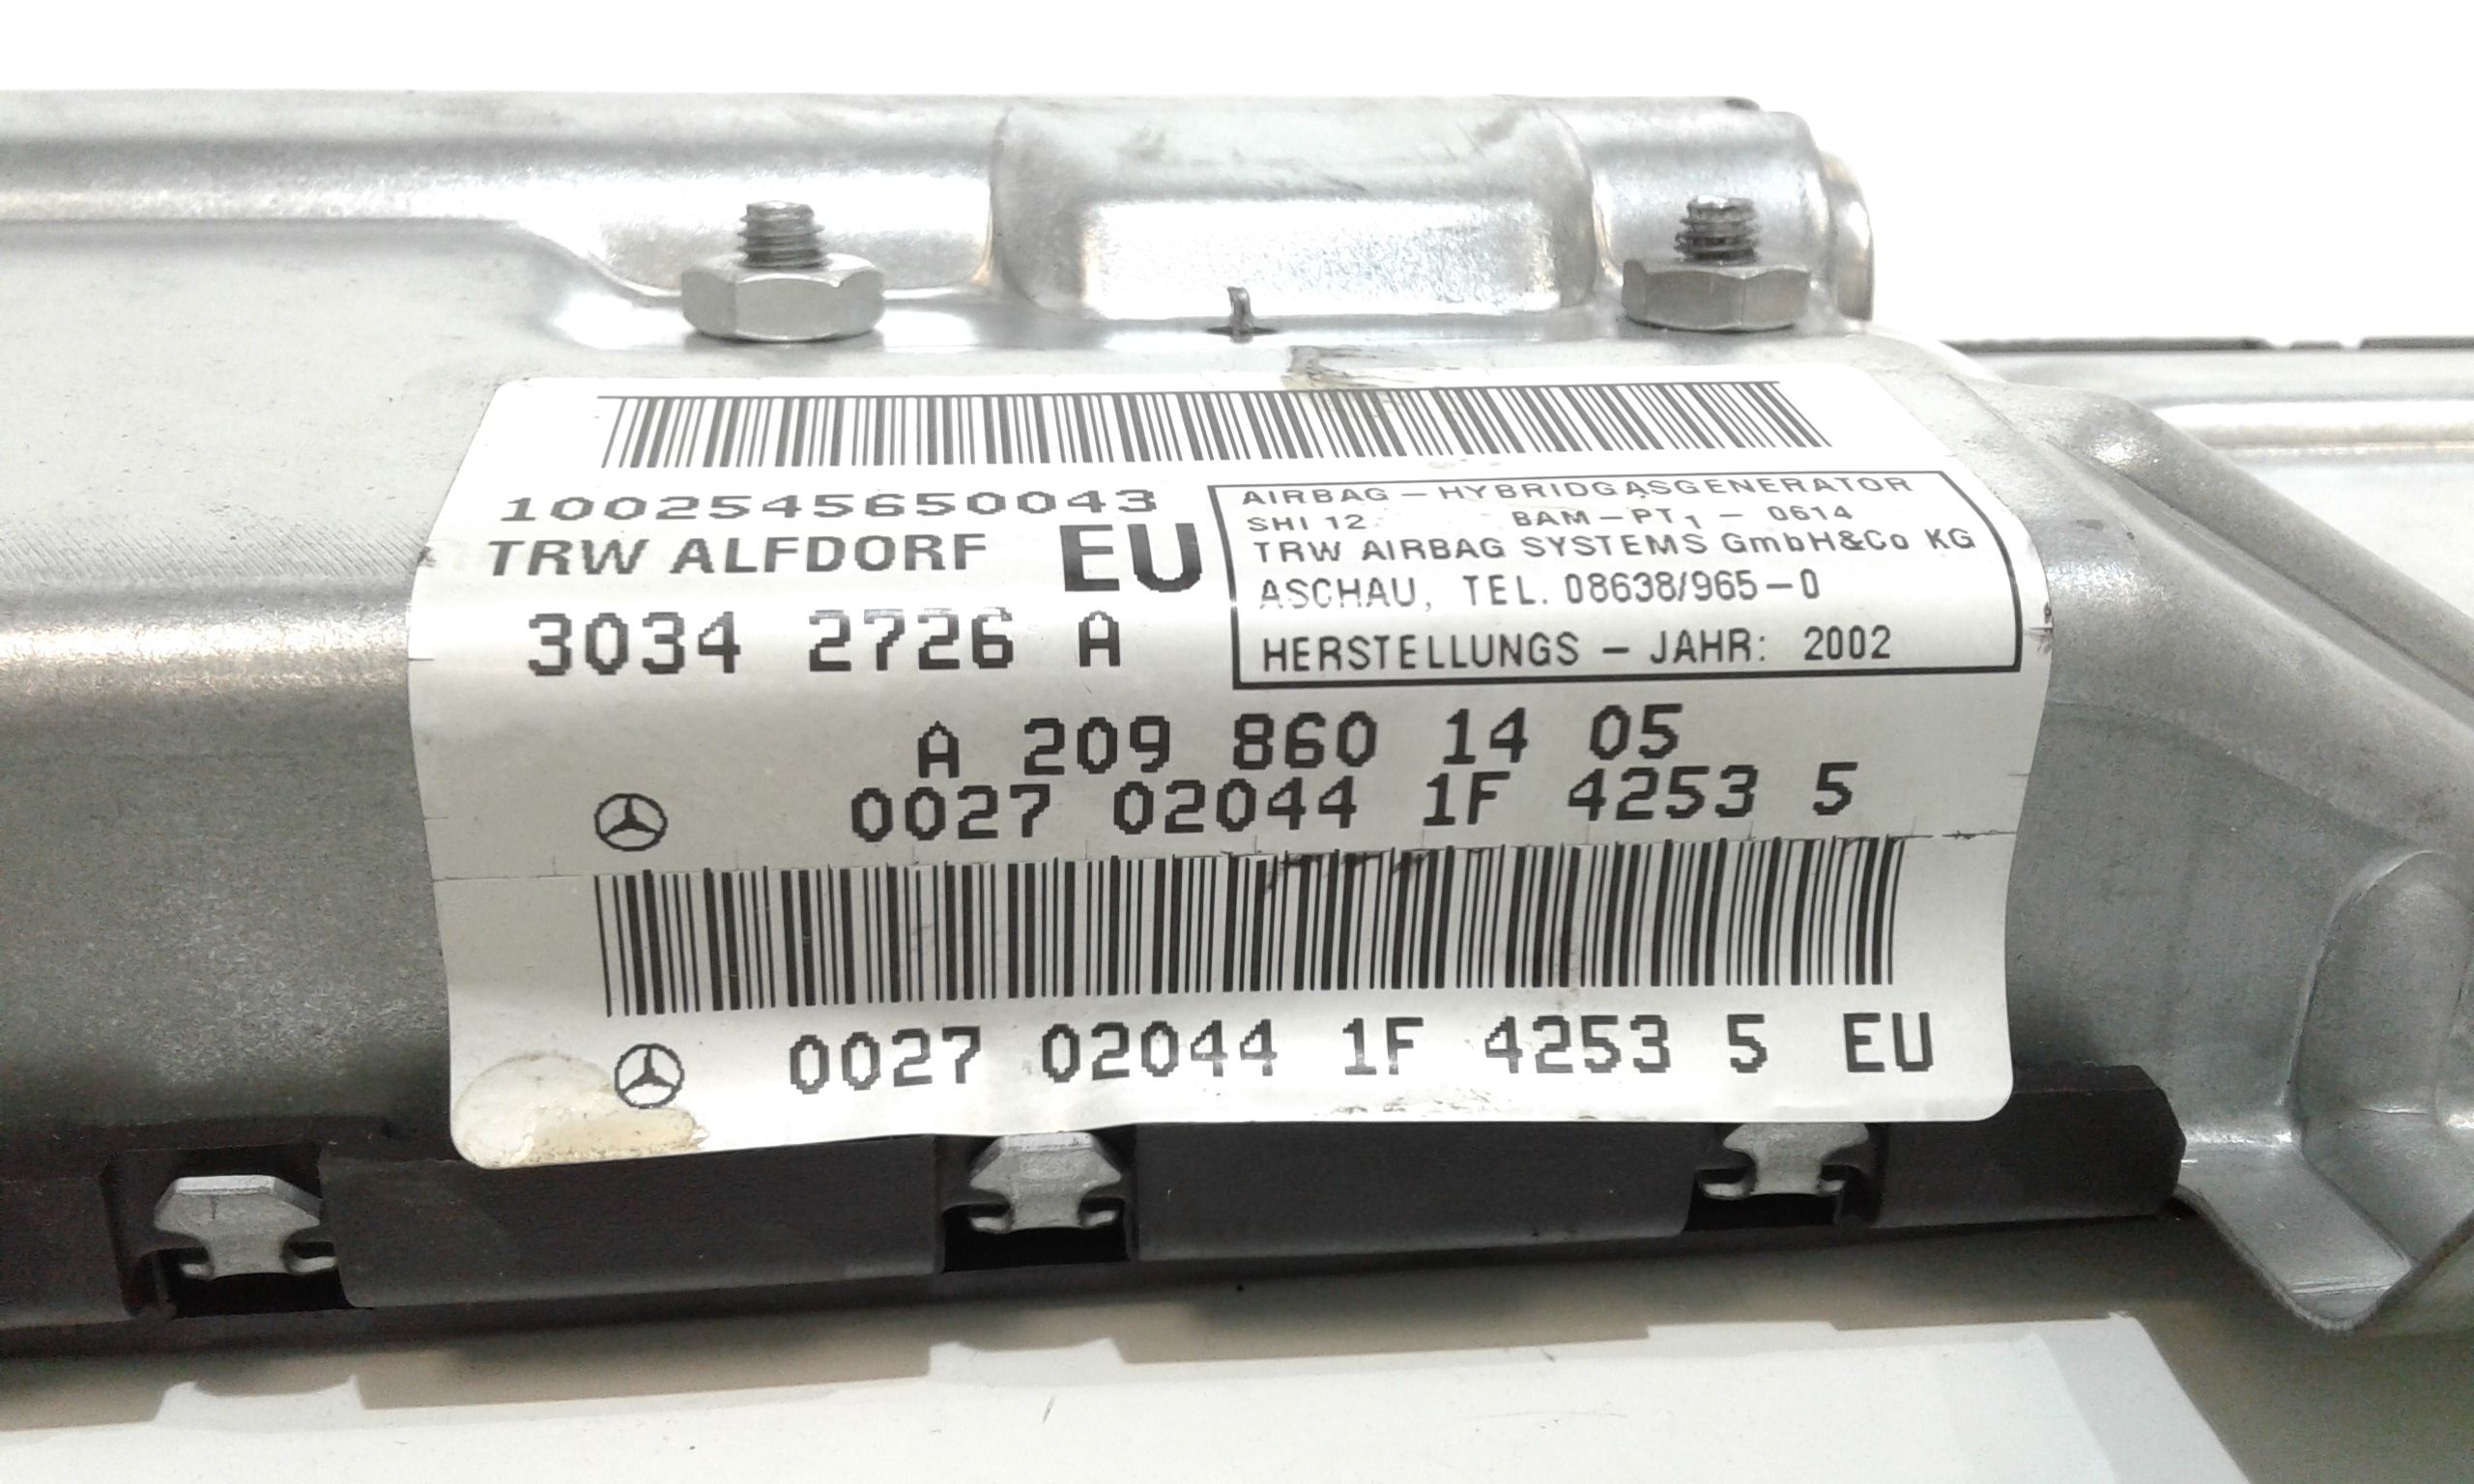 1002545650043
TRW ALFDORF EU
3034 2726 A
AIRBAG – HYBRIDGASGENERATOR
SHI 12 BAM – PT1 – 0614
TRW AIRBAG SYSTEMS GmbH&Co KG
ASCHAU, TEL. 08638/965–0
HERSTELLUNGS – JAHR: 2002
A 209 860 14 05
0027 02044 1F 4253 5
0027 02044 1F 4253 5 EU